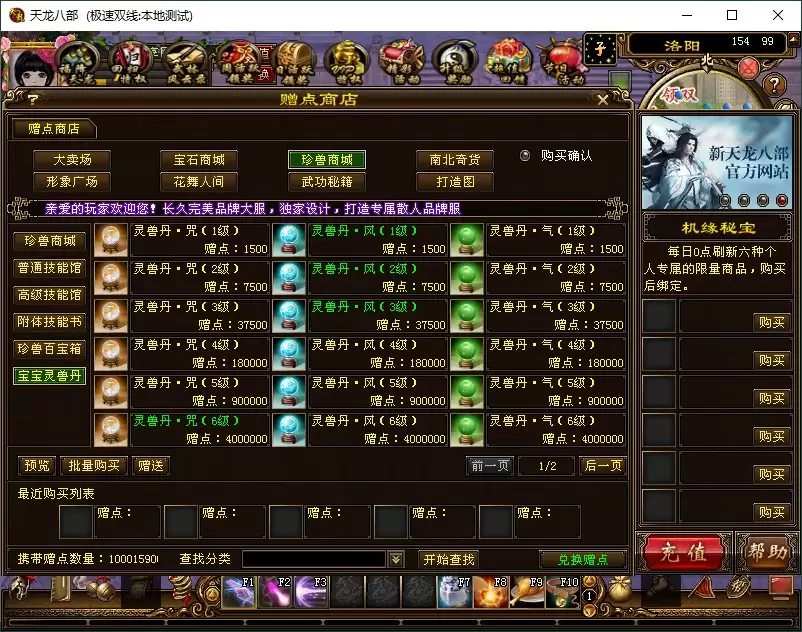 天龙八部 (极速双线:本地测试)
洛阳
154 99
北
子
领双
?
赠点商店
?
赠点商店
大卖场 宝石商城 珍兽商城 南北奇货 购买确认
形象广场 花舞人间 武功秘籍 打造图
亲爱的玩家欢迎您! 长久完美品牌大服，独家设计，打造专属散人品牌服
珍兽商城
普通技能馆
高级技能馆
附体技能书
珍兽百宝箱
宝宝灵兽丹
灵兽丹·咒(1级) 灵兽丹·风(1级) 灵兽丹·气(1级)
赠点：1500 赠点：1500 赠点：1500
灵兽丹·咒(2级) 灵兽丹·风(2级) 灵兽丹·气(2级)
赠点：7500 赠点：7500 赠点：7500
灵兽丹·咒(3级) 灵兽丹·风(3级) 灵兽丹·气(3级)
赠点：37500 赠点：37500 赠点：37500
灵兽丹·咒(4级) 灵兽丹·风(4级) 灵兽丹·气(4级)
赠点：180000 赠点：180000 赠点：180000
灵兽丹·咒(5级) 灵兽丹·风(5级) 灵兽丹·气(5级)
赠点：900000 赠点：900000 赠点：900000
灵兽丹·咒(6级) 灵兽丹·风(6级) 灵兽丹·气(6级)
赠点：4000000 赠点：4000000 赠点：4000000
预览 批量购买 赠送 前一页 1/2 后一页
最近购买列表
赠点： 赠点： 赠点： 赠点： 赠点：
携带赠点数量： 查找分类 开始查找 兑换赠点
新天龙八部
官方网站
机缘秘宝
每日0点刷新六种个
人专属的限量商品，购买
后绑定。
购买
购买
购买
购买
购买
购买
充值 帮助
F1 F2 F3 F7 F8 F9 F10 1